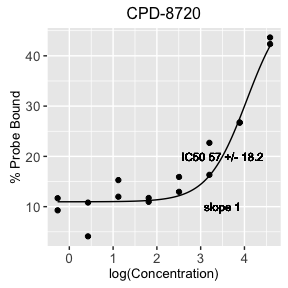 CPD-8720
% Probe Bound
40
30
20
10
IC50 57 +/- 18.2
slope 1
0 1 2 3 4
log(Concentration)